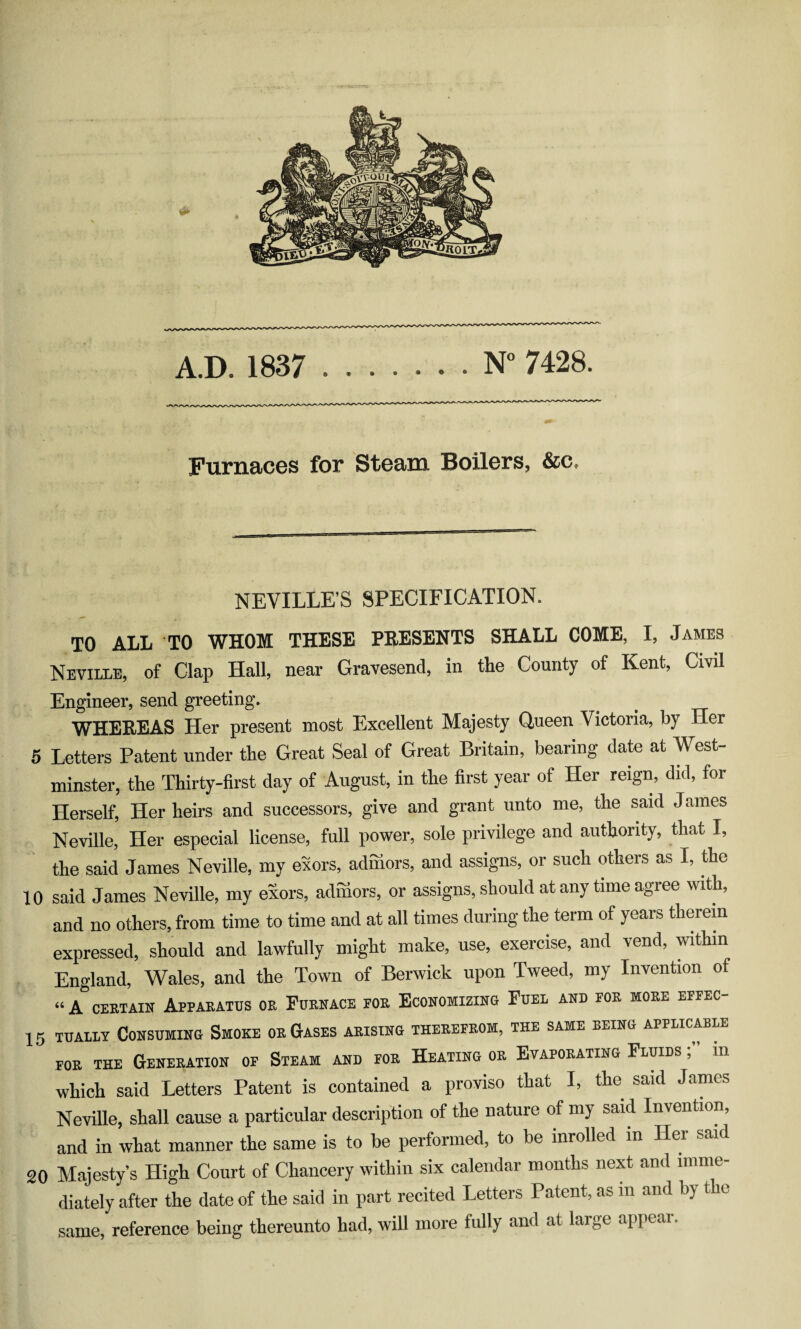 DIEU · ET · MON · DROIT
A.D. 1837 . . . . . . . N° 7428.
Furnaces for Steam Boilers, &c.
NEVILLE'S SPECIFICATION.
TO ALL TO WHOM THESE PRESENTS SHALL COME, I, JAMES
NEVILLE, of Clap Hall, near Gravesend, in the County of Kent, Civil
Engineer, send greeting.
WHEREAS Her present most Excellent Majesty Queen Victoria, by Her
5 Letters Patent under the Great Seal of Great Britain, bearing date at West-
minster, the Thirty-first day of August, in the first year of Her reign, did, for
Herself, Her heirs and successors, give and grant unto me, the said James
Neville, Her especial license, full power, sole privilege and authority, that I,
the said James Neville, my exors, admors, and assigns, or such others as I, the
10 said James Neville, my exors, admors, or assigns, should at any time agree with,
and no others, from time to time and at all times during the term of years therein
expressed, should and lawfully might make, use, exercise, and vend, within
England, Wales, and the Town of Berwick upon Tweed, my Invention of
“ A CERTAIN APPARATUS OR FURNACE FOR ECONOMIZING FUEL AND FOR MORE EFFEC-
15 TUALLY CONSUMING SMOKE OR GASES ARISING THEREFROM, THE SAME BEING APPLICABLE
FOR THE GENERATION OF STEAM AND FOR HEATING OR EVAPORATING FLUIDS ;” in
which said Letters Patent is contained a proviso that I, the said James
Neville, shall cause a particular description of the nature of my said Invention,
and in what manner the same is to be performed, to be inrolled in Her said
20 Majesty's High Court of Chancery within six calendar months next and imme-
diately after the date of the said in part recited Letters Patent, as in and by the
same, reference being thereunto had, will more fully and at large appear.